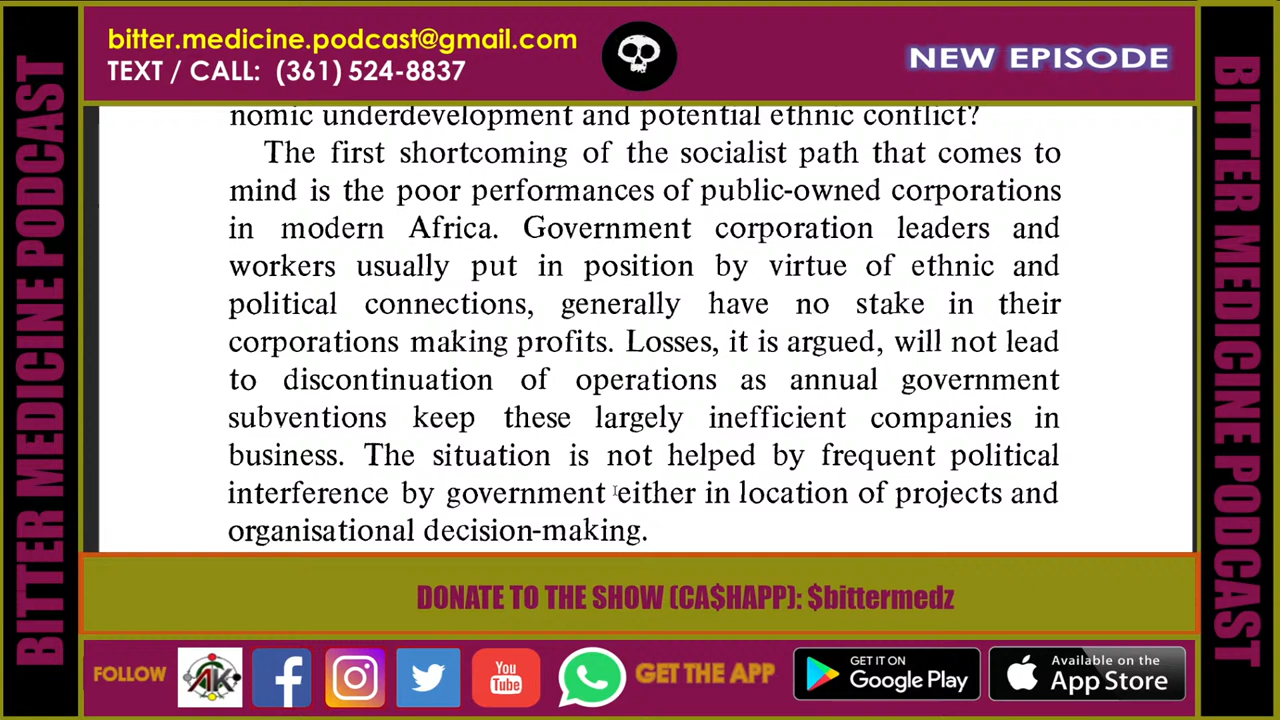 bitter.medicine.podcast@gmail.com
TEXT / CALL: (361) 524-8837
NEW EPISODE
BITTER MEDICINE PODCAST
BITTER MEDICINE PODCAST
nomic underdevelopment and potential ethnic conflict?
The first shortcoming of the socialist path that comes to
mind is the poor performances of public-owned corporations
in modern Africa. Government corporation leaders and
workers usually put in position by virtue of ethnic and
political connections, generally have no stake in their
corporations making profits. Losses, it is argued, will not lead
to discontinuation of operations as annual government
subventions keep these largely inefficient companies in
business. The situation is not helped by frequent political
interference by government either in location of projects and
organisational decision-making.
DONATE TO THE SHOW (CA$HAPP): $bittermedz
FOLLOW
ATK
You
Tube
GET THE APP
GET IT ON
Google Play
Available on the
App Store